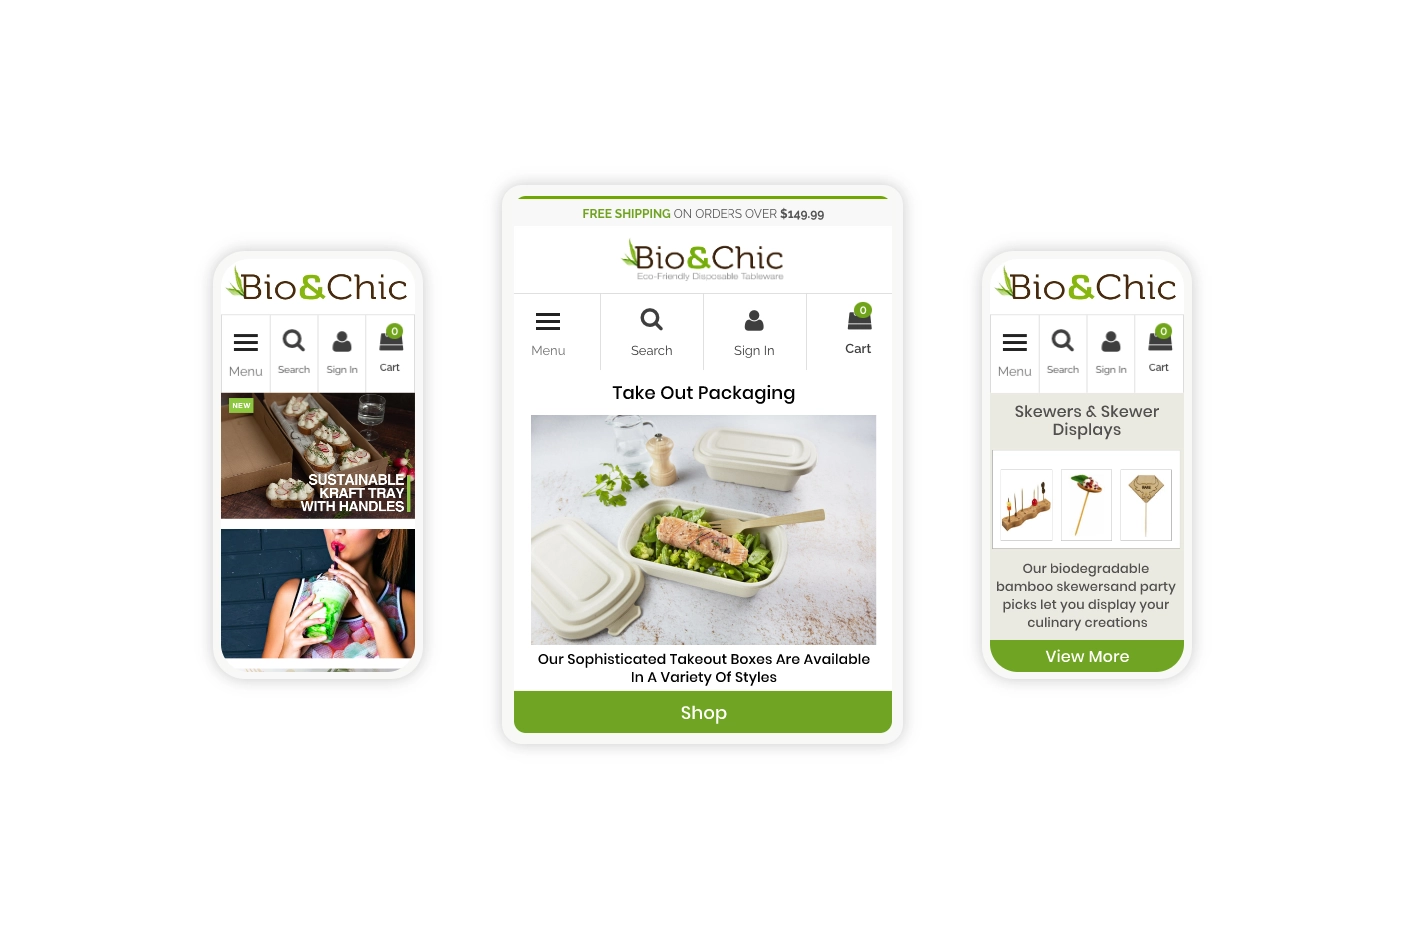 Bio&Chic
Menu
Search
Sign In
0
Cart
NEW
SUSTAINABLE
KRAFT TRAY
WITH HANDLES
FREE SHIPPING ON ORDERS OVER $149.99
Bio&Chic
Eco-Friendly Disposable Tableware
Menu
Search
Sign In
0
Cart
Take Out Packaging
Our Sophisticated Takeout Boxes Are Available
In A Variety Of Styles
Shop
Bio&Chic
Menu
Search
Sign In
0
Cart
Skewers & Skewer
Displays
Our biodegradable
bamboo skewersand party
picks let you display your
culinary creations
View More